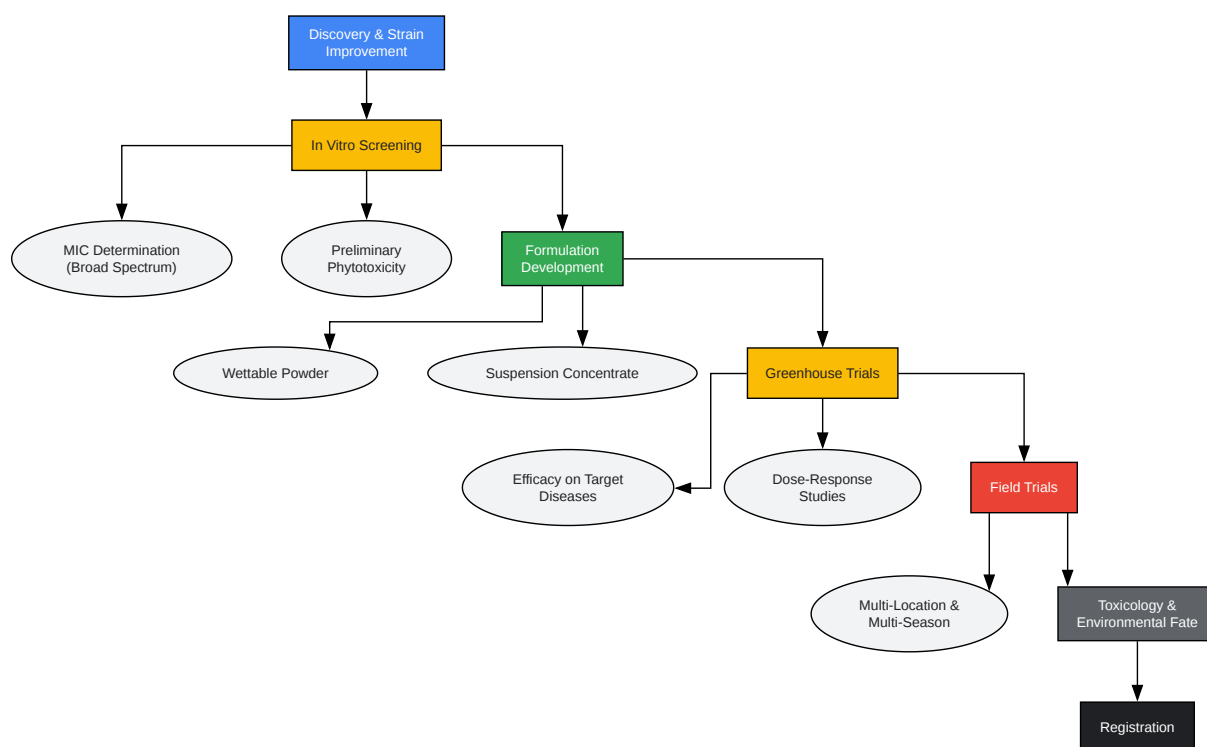 Discovery & Strain
Improvement
In Vitro Screening
MIC Determination
(Broad Spectrum)
Preliminary
Phytotoxicity
Formulation
Development
Wettable Powder
Suspension Concentrate
Greenhouse Trials
Efficacy on Target
Diseases
Dose-Response
Studies
Field Trials
Multi-Location &
Multi-Season
Toxicology &
Environmental Fate
Registration